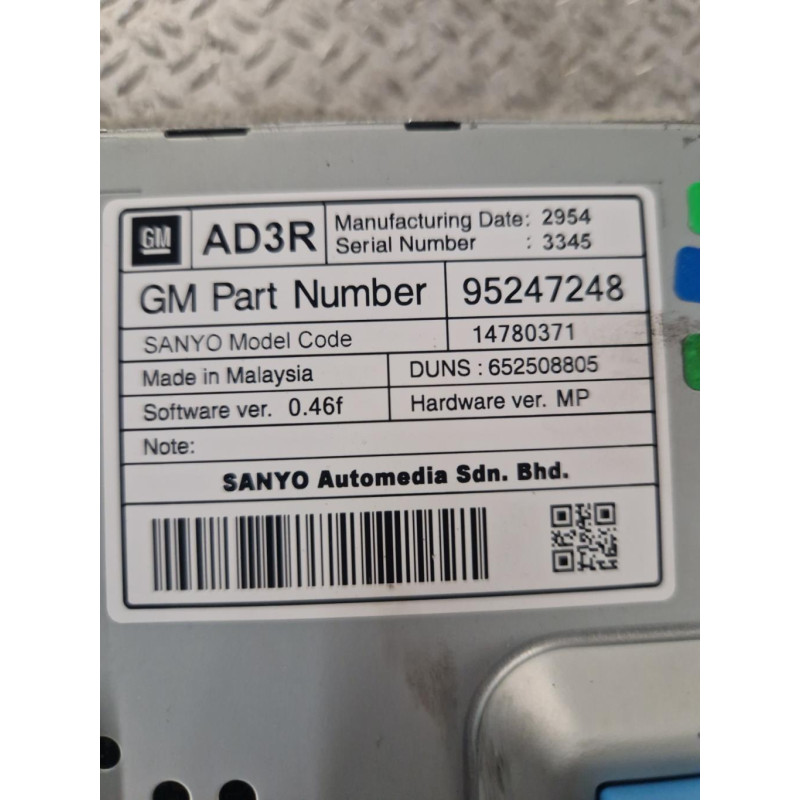 GM
AD3R
Manufacturing Date: 2954
Serial Number : 3345
GM Part Number 95247248
SANYO Model Code 14780371
Made in Malaysia DUNS : 652508805
Software ver. 0.46f Hardware ver. MP
Note:
SANYO Automedia Sdn. Bhd.